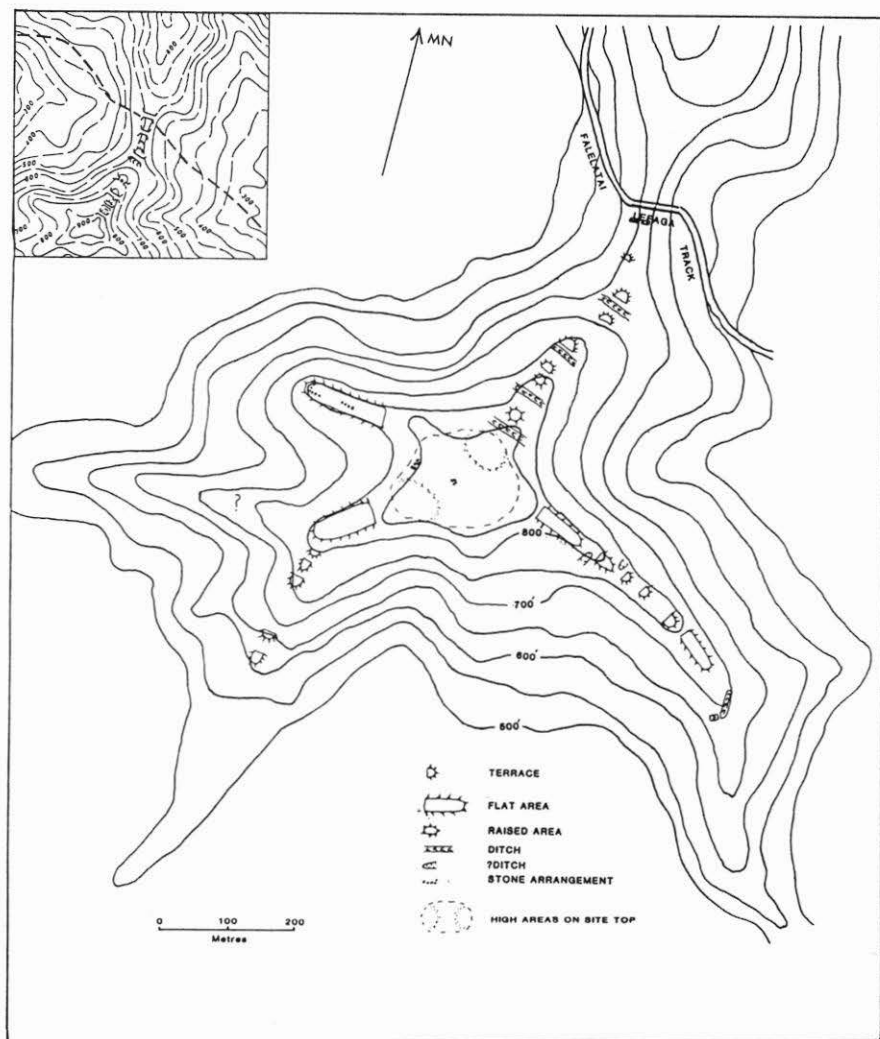 MN
FALELATAI
LEFAGA
TRACK
?
?
800
700'
600'
500'
TERRACE
FLAT AREA
RAISED AREA
DITCH
?DITCH
STONE ARRANGEMENT
HIGH AREAS ON SITE TOP
0 100 200
Metres